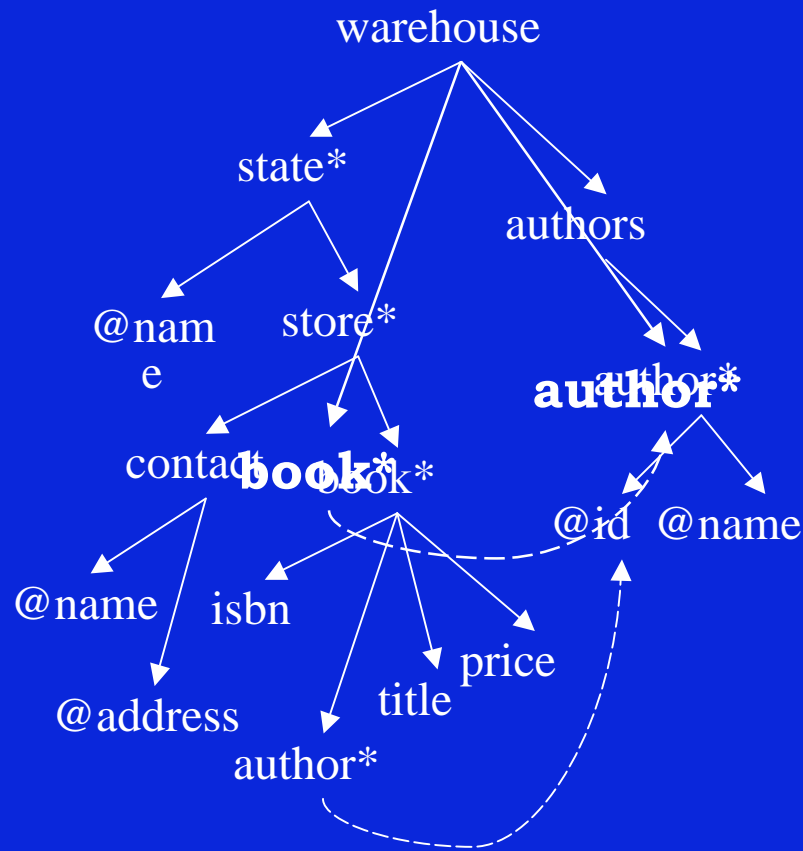 warehouse
state*
authors
@nam
e
store*
author*
author*
contact
book*
book*
@id
@name
@name
isbn
price
title
@address
author*